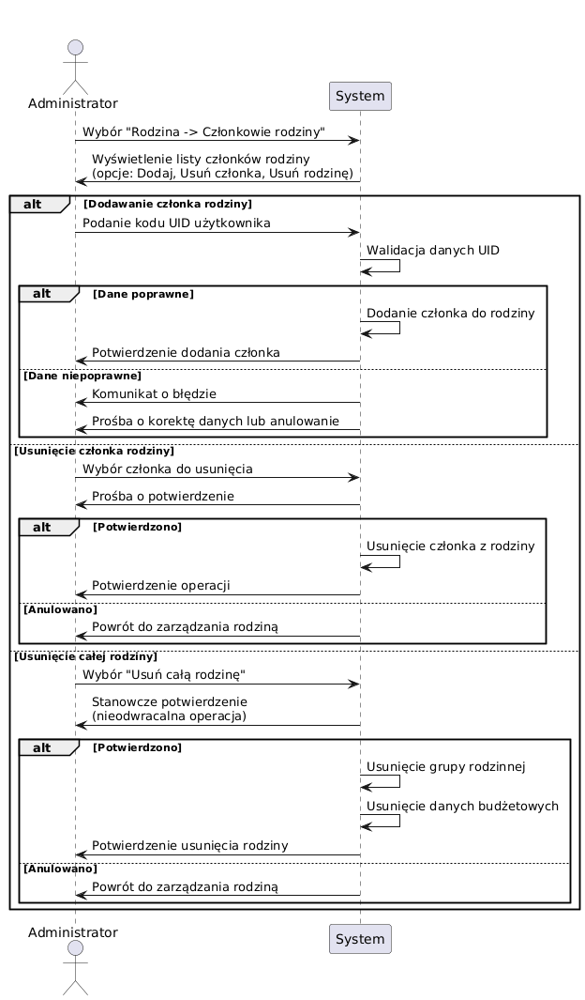 Administrator
System
Wybór "Rodzina -> Członkowie rodziny"
Wyświetlenie listy członków rodziny
(opcje: Dodaj, Usuń członka, Usuń rodzinę)
alt [Dodawanie członka rodziny]
Podanie kodu UID użytkownika
Walidacja danych UID
alt [Dane poprawne]
Dodanie członka do rodziny
Potwierdzenie dodania członka
[Dane niepoprawne]
Komunikat o błędzie
Prośba o korektę danych lub anulowanie
[Usunięcie członka rodziny]
Wybór członka do usunięcia
Prośba o potwierdzenie
alt [Potwierdzono]
Usunięcie członka z rodziny
Potwierdzenie operacji
[Anulowano]
Powrót do zarządzania rodziną
[Usunięcie całej rodziny]
Wybór "Usuń całą rodzinę"
Stanowcze potwierdzenie
(nieodwracalna operacja)
alt [Potwierdzono]
Usunięcie grupy rodzinnej
Usunięcie danych budżetowych
Potwierdzenie usunięcia rodziny
[Anulowano]
Powrót do zarządzania rodziną
Administrator
System